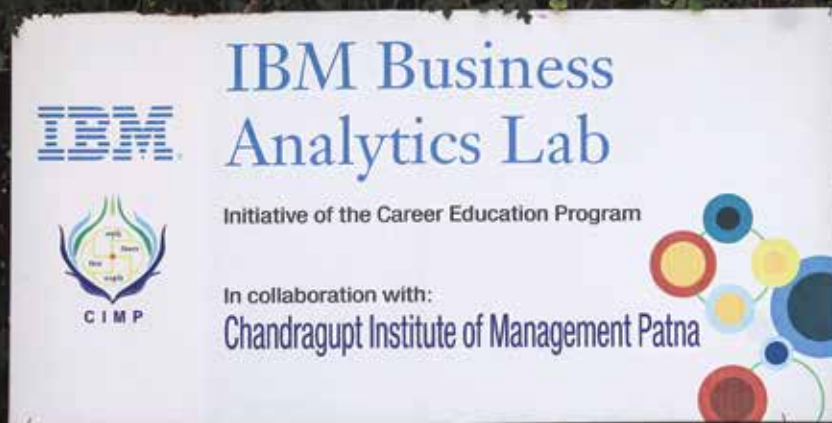 IBM Business
Analytics Lab
IBM
Initiative of the Career Education Program
CIMP
In collaboration with:
Chandragupt Institute of Management Patna